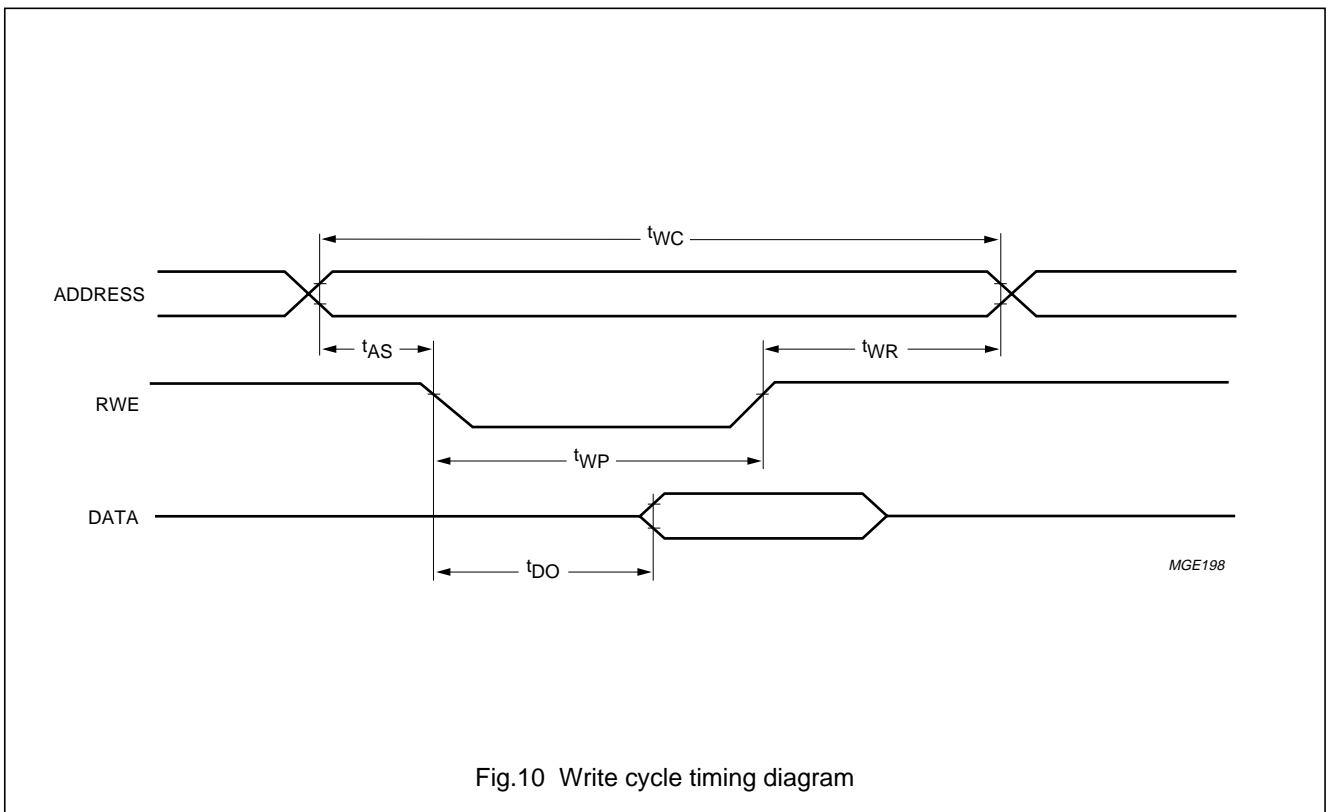 tWC
ADDRESS
tAS
tWR
RWE
tWP
DATA
tDO
MGE198
Fig.10 Write cycle timing diagram